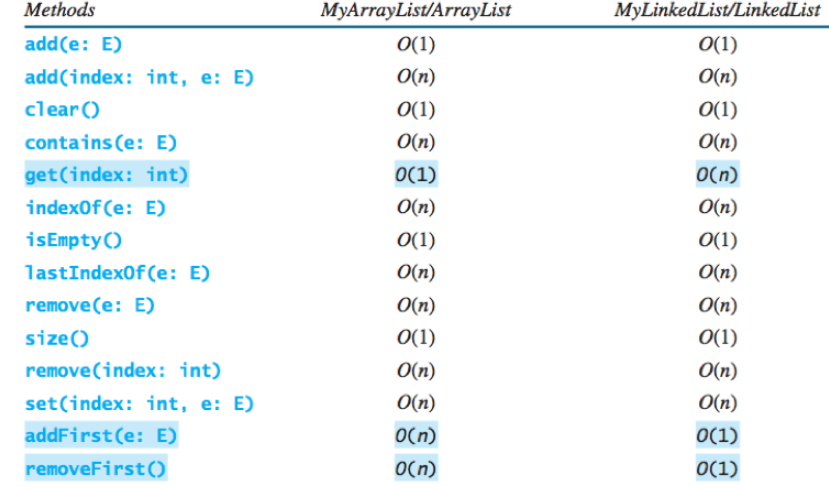 Methods MyArrayList/ArrayList MyLinkedList/LinkedList
add(e: E) O(1) O(1)
add(index: int, e: E) O(n) O(n)
clear() O(1) O(1)
contains(e: E) O(n) O(n)
get(index: int) O(1) O(n)
indexOf(e: E) O(n) O(n)
isEmpty() O(1) O(1)
lastIndexOf(e: E) O(n) O(n)
remove(e: E) O(n) O(n)
size() O(1) O(1)
remove(index: int) O(n) O(n)
set(index: int, e: E) O(n) O(n)
addFirst(e: E) O(n) O(1)
removeFirst() O(n) O(1)